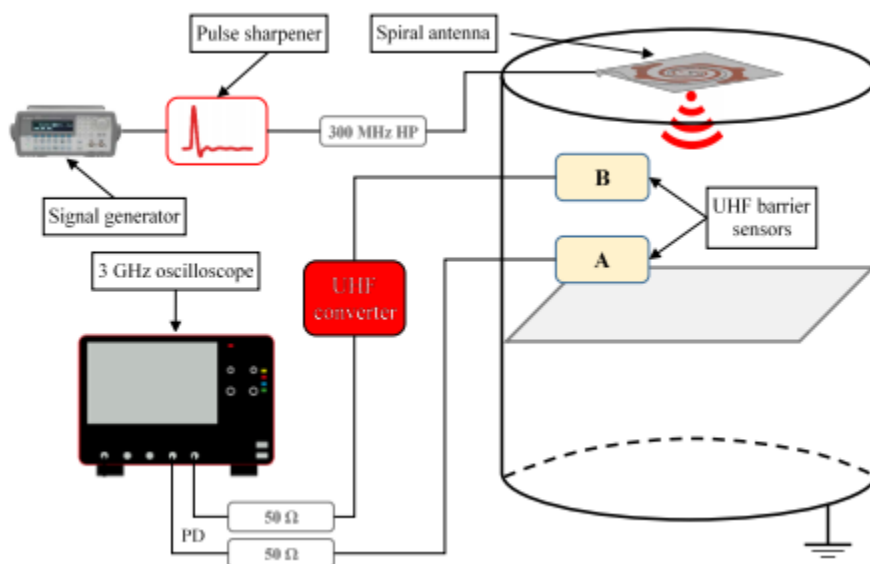 Pulse sharpener
Spiral antenna
300 MHz HP
Signal generator
B
UHF barrier
sensors
A
3 GHz oscilloscope
UHF
converter
PD
50 Ω
50 Ω